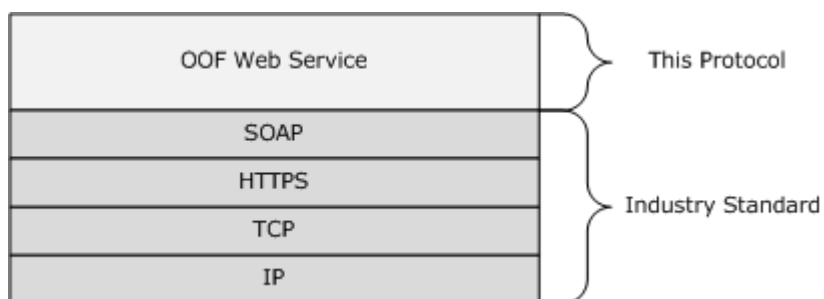 OOF Web Service
This Protocol
SOAP
HTTPS
Industry Standard
TCP
IP